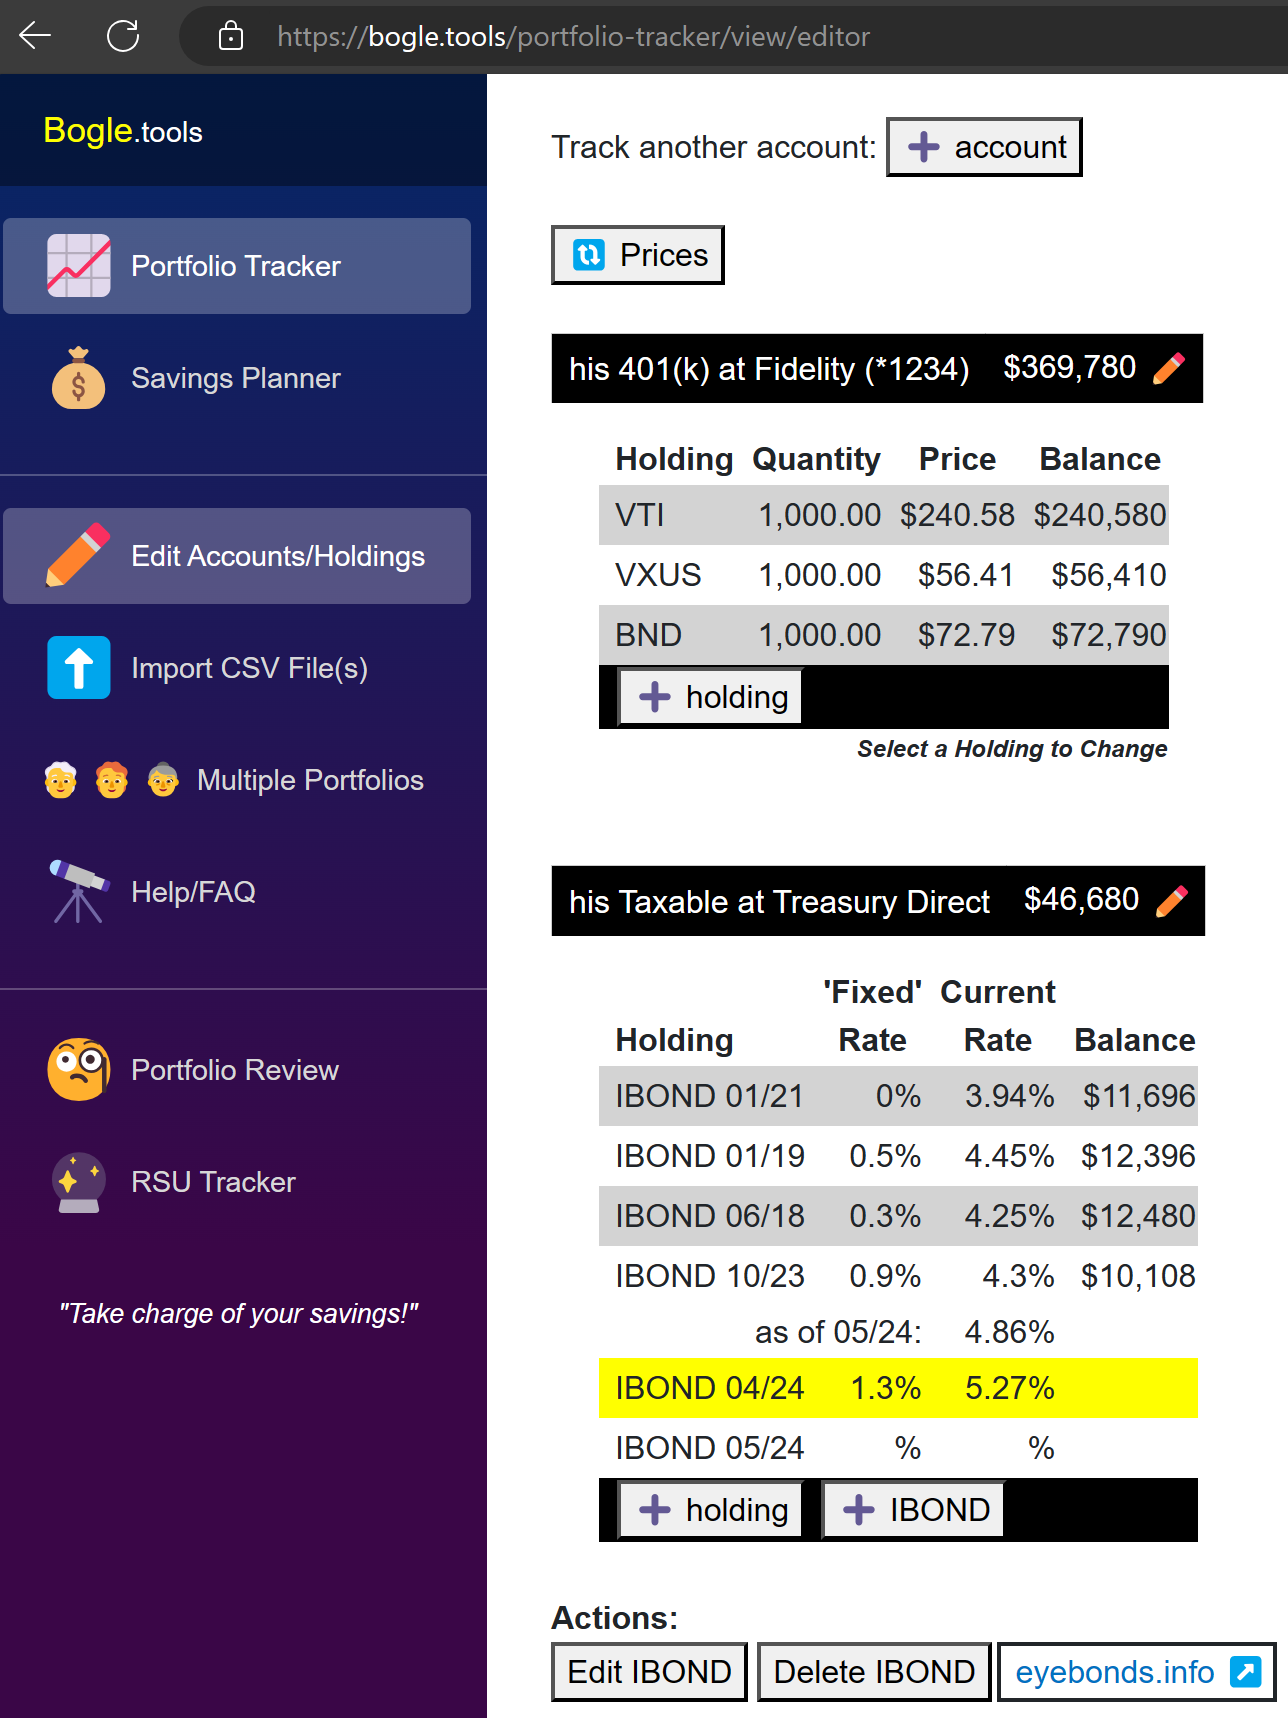 https://bogle.tools/portfolio-tracker/view/editor
Bogle.tools
Portfolio Tracker
Savings Planner
Edit Accounts/Holdings
Import CSV File(s)
Multiple Portfolios
Help/FAQ
Portfolio Review
RSU Tracker
"Take charge of your savings!"
Track another account: account
Prices
his 401(k) at Fidelity (*1234) $369,780
Holding Quantity Price Balance
VTI 1,000.00 $240.58 $240,580
VXUS 1,000.00 $56.41 $56,410
BND 1,000.00 $72.79 $72,790
holding
Select a Holding to Change
his Taxable at Treasury Direct $46,680
'Fixed' Current
Holding Rate Rate Balance
IBOND 01/21 0% 3.94% $11,696
IBOND 01/19 0.5% 4.45% $12,396
IBOND 06/18 0.3% 4.25% $12,480
IBOND 10/23 0.9% 4.3% $10,108
as of 05/24: 4.86%
IBOND 04/24 1.3% 5.27%
IBOND 05/24 % %
holding IBOND
Actions:
Edit IBOND Delete IBOND eyebonds.info